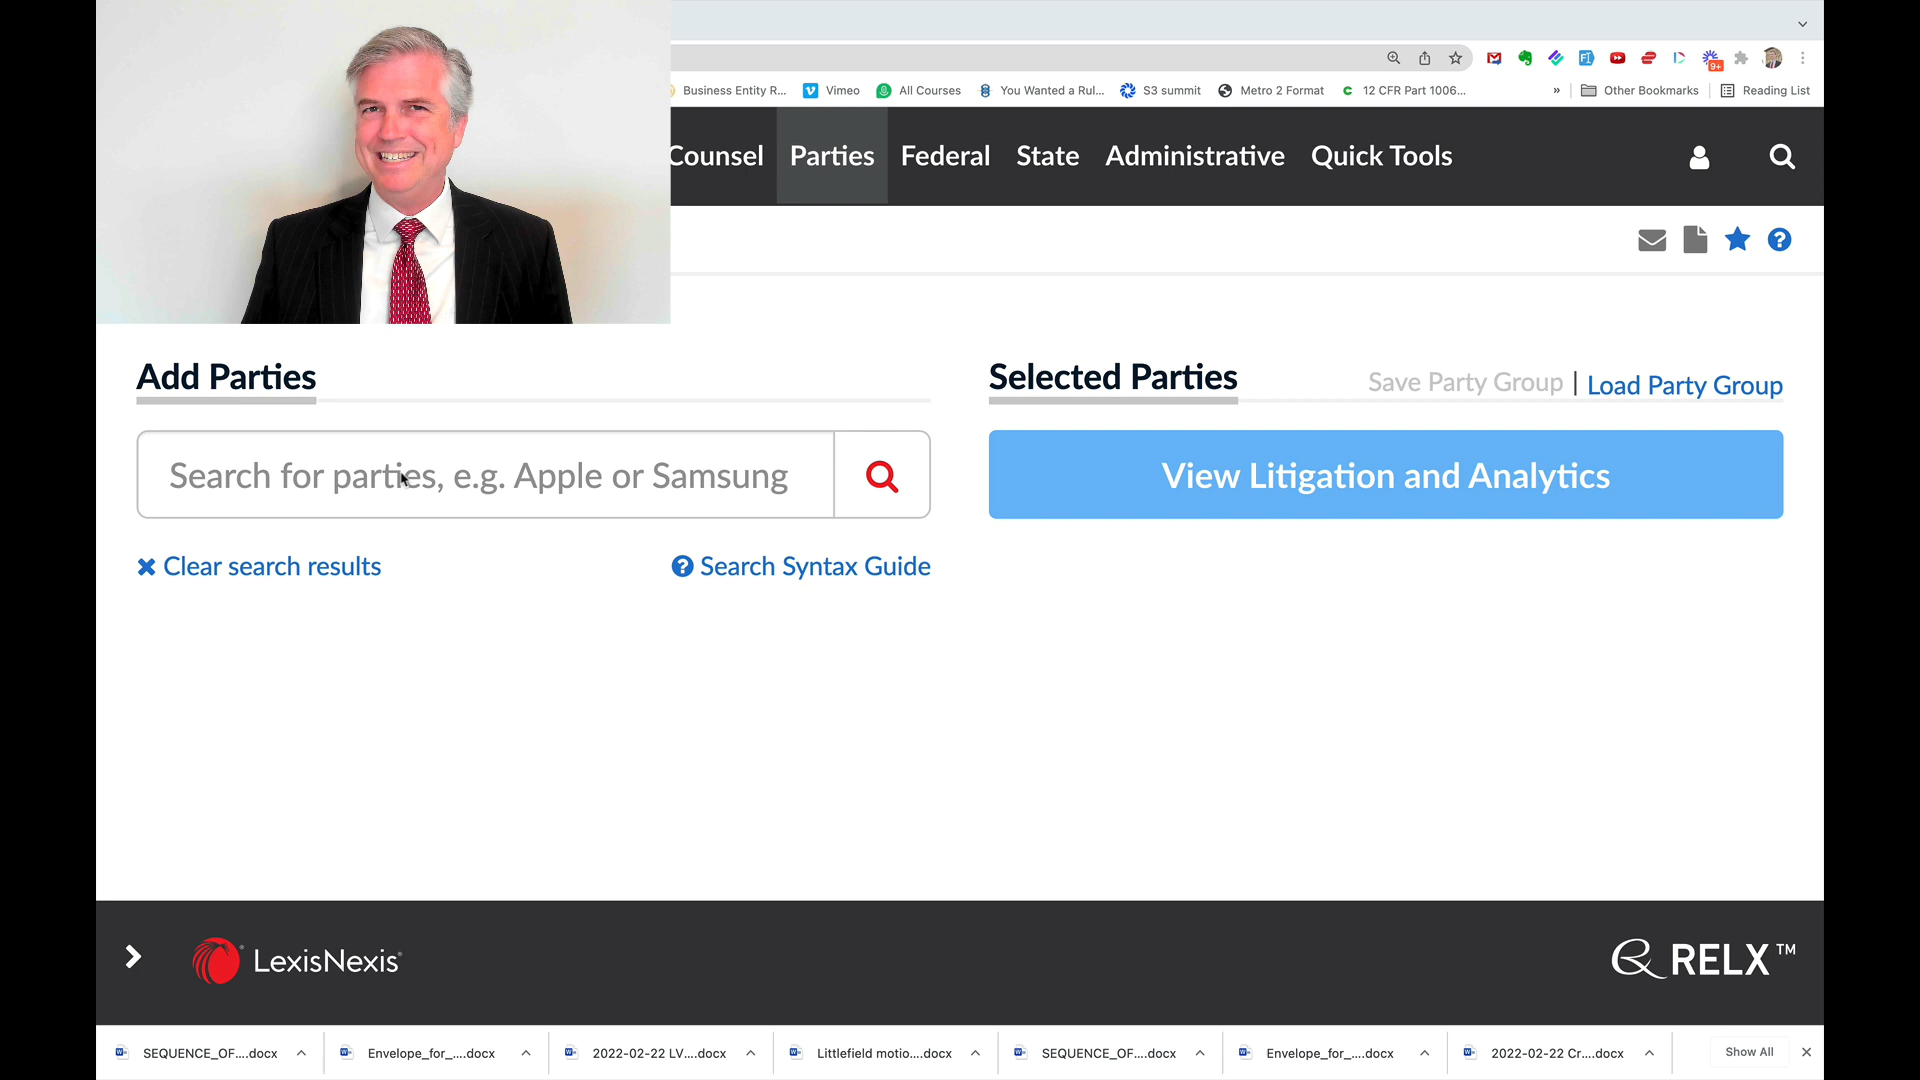 9+
Business Entity R...
Vimeo
All Courses
You Wanted a Rul...
S3 summit
Metro 2 Format
12 CFR Part 1006...
»
Other Bookmarks
Reading List
Counsel
Parties
Federal
State
Administrative
Quick Tools
Add Parties
Selected Parties
Save Party Group | Load Party Group
Search for parties, e.g. Apple or Samsung
View Litigation and Analytics
Clear search results
Search Syntax Guide
LexisNexis®
RELX™
SEQUENCE_OF....docx
Envelope_for_....docx
2022-02-22 LV....docx
Littlefield motio....docx
SEQUENCE_OF....docx
Envelope_for_....docx
2022-02-22 Cr....docx
Show All